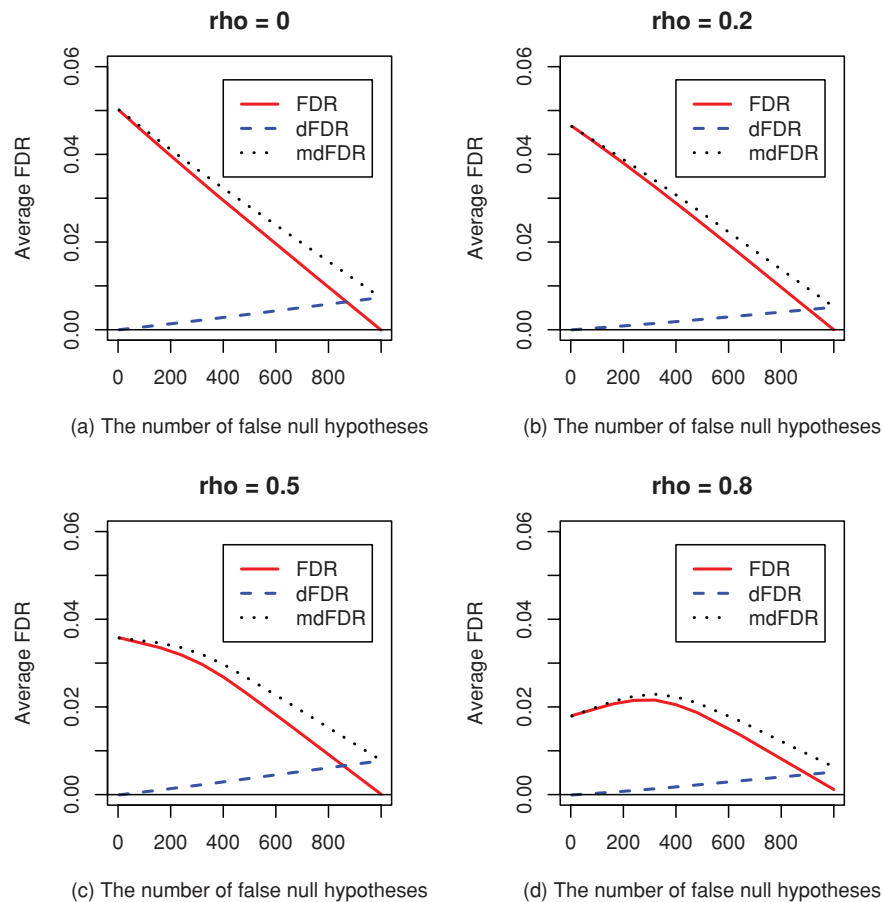 rho = 0
0.06
0.04
0.02
0.00
Average FDR
FDR
dFDR
mdFDR
0 200 400 600 800
(a) The number of false null hypotheses
rho = 0.2
0.06
0.04
0.02
0.00
Average FDR
FDR
dFDR
mdFDR
0 200 400 600 800
(b) The number of false null hypotheses
rho = 0.5
0.06
0.04
0.02
0.00
Average FDR
FDR
dFDR
mdFDR
0 200 400 600 800
(c) The number of false null hypotheses
rho = 0.8
0.06
0.04
0.02
0.00
Average FDR
FDR
dFDR
mdFDR
0 200 400 600 800
(d) The number of false null hypotheses